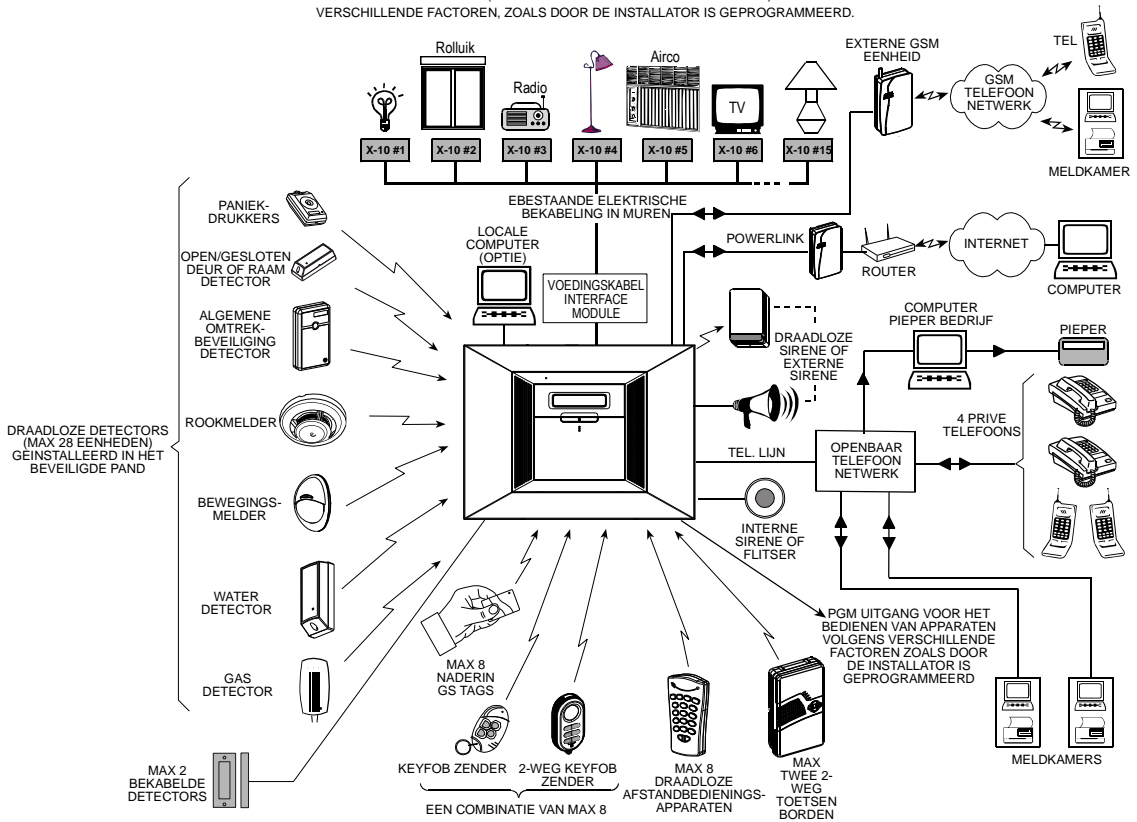 VERSCHILLENDE FACTOREN, ZOALS DOOR DE INSTALLATOR IS GEPROGRAMMEERD.
Rolluik
Radio
Airco
TV
X-10 #1
X-10 #2
X-10 #3
X-10 #4
X-10 #5
X-10 #6
X-10 #15
EXTERNE GSM
EENHEID
TEL
GSM
TELEFOON
NETWERK
MELDKAMER
EBESTAANDE ELEKTRISCHE
BEKABELING IN MUREN
LOCALE
COMPUTER
(OPTIE)
VOEDINGSKABEL
INTERFACE
MODULE
POWERLINK
ROUTER
INTERNET
COMPUTER
DRAADLOZE DETECTORS
(MAX 28 EENHEDEN)
GEINSTALLEERD IN HET
BEVEILIGDE PAND
PANIEK-
DRUKKERS
OPEN/GESLOTEN
DEUR OF RAAM
DETECTOR
ALGEMENE
OMTREK-
BEVEILIGING
DETECTOR
ROOKMELDER
BEWEGINGS-
MELDER
WATER
DETECTOR
GAS
DETECTOR
MAX 2
BEKABELDE
DETECTORS
DRAADLOZE
SIRENE OF
EXTERNE
SIRENE
COMPUTER
PIEPER BEDRIJF
PIEPER
4 PRIVE
TELEFOONS
TEL. LIJN
OPENBAAR
TELEFOON
NETWERK
INTERNE
SIRENE OF
FLITSER
PGM UITGANG VOOR HET
BEDIENEN VAN APPARATEN
VOLGENS VERSCHILLENDE
FACTOREN ZOALS DOOR
DE INSTALLATOR IS
GEPROGRAMMEERD
MELDKAMERS
MAX 8
NADERIN
GS TAGS
KEYFOB ZENDER
2-WEG KEYFOB
ZENDER
EEN COMBINATIE VAN MAX 8
MAX 8
DRAADLOZE
AFSTANDBEDIENINGS-
APPARATEN
MAX
TWEE 2-
WEG
TOETSEN
BORDEN